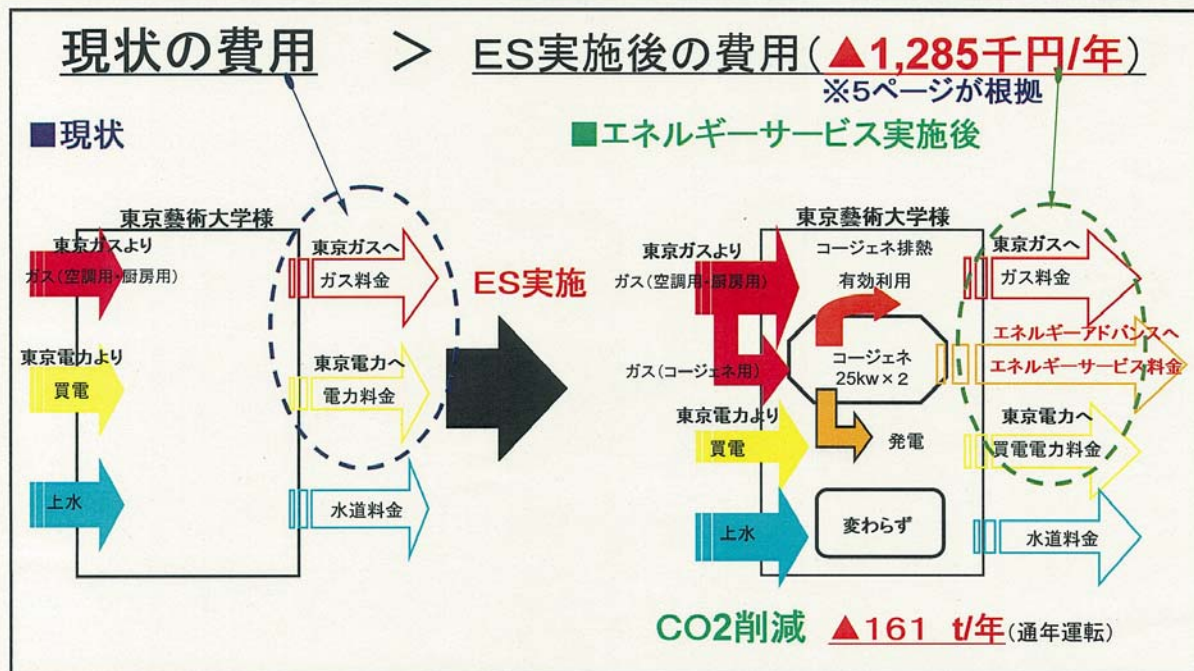 現状の費用 > ES実施後の費用(▲1,285千円/年)
※5ページが根拠
■現状
東京藝術大学様
東京ガスより
ガス(空調用・厨房用)
東京ガスへ
ガス料金
東京電力より
買電
東京電力へ
電力料金
上水
水道料金
ES実施
■エネルギーサービス実施後
東京藝術大学様
東京ガスより
ガス(空調用・厨房用)
コージェネ排熱
有効利用
東京ガスへ
ガス料金
ガス(コージェネ用)
コージェネ
25kw×2
エネルギーアドバンスへ
エネルギーサービス料金
東京電力より
買電
発電
東京電力へ
買電電力料金
上水
変わらず
水道料金
CO2削減 ▲161 t/年(通年運転)